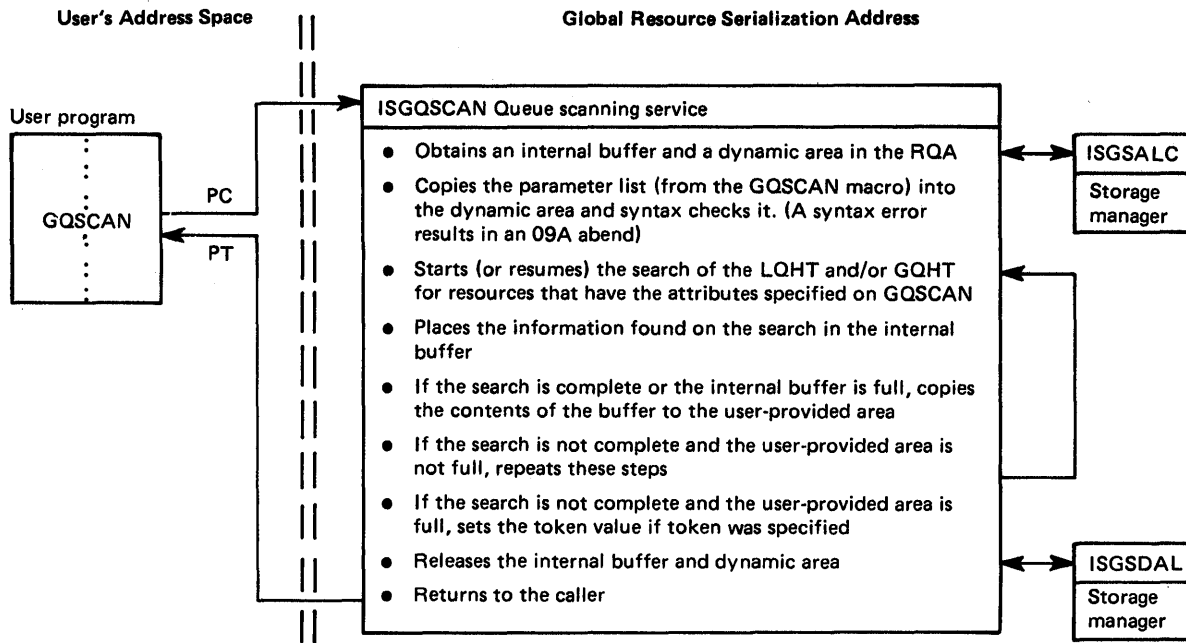 User's Address Space
Global Resource Serialization Address
User program
GQSCAN
PC
PT
ISGQSCAN Queue scanning service
● Obtains an internal buffer and a dynamic area in the RQA
● Copies the parameter list (from the GQSCAN macro) into
the dynamic area and syntax checks it. (A syntax error
results in an 09A abend)
● Starts (or resumes) the search of the LQHT and/or GQHT
for resources that have the attributes specified on GQSCAN
● Places the information found on the search in the internal
buffer
● If the search is complete or the internal buffer is full, copies
the contents of the buffer to the user-provided area
● If the search is not complete and the user-provided area is
not full, repeats these steps
● If the search is not complete and the user-provided area is
full, sets the token value if token was specified
● Releases the internal buffer and dynamic area
● Returns to the caller
ISGSALC
Storage
manager
ISGSDAL
Storage
manager